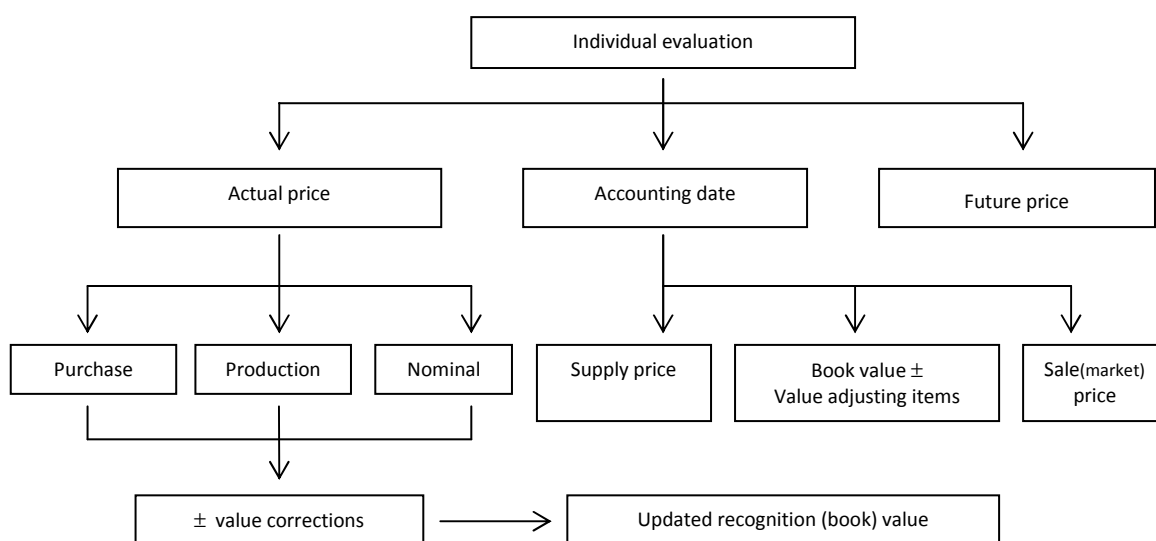 Individual evaluation
Actual price
Accounting date
Future price
Purchase
Production
Nominal
Supply price
Book value ±
Value adjusting items
Sale(market)
price
± value corrections
Updated recognition (book) value